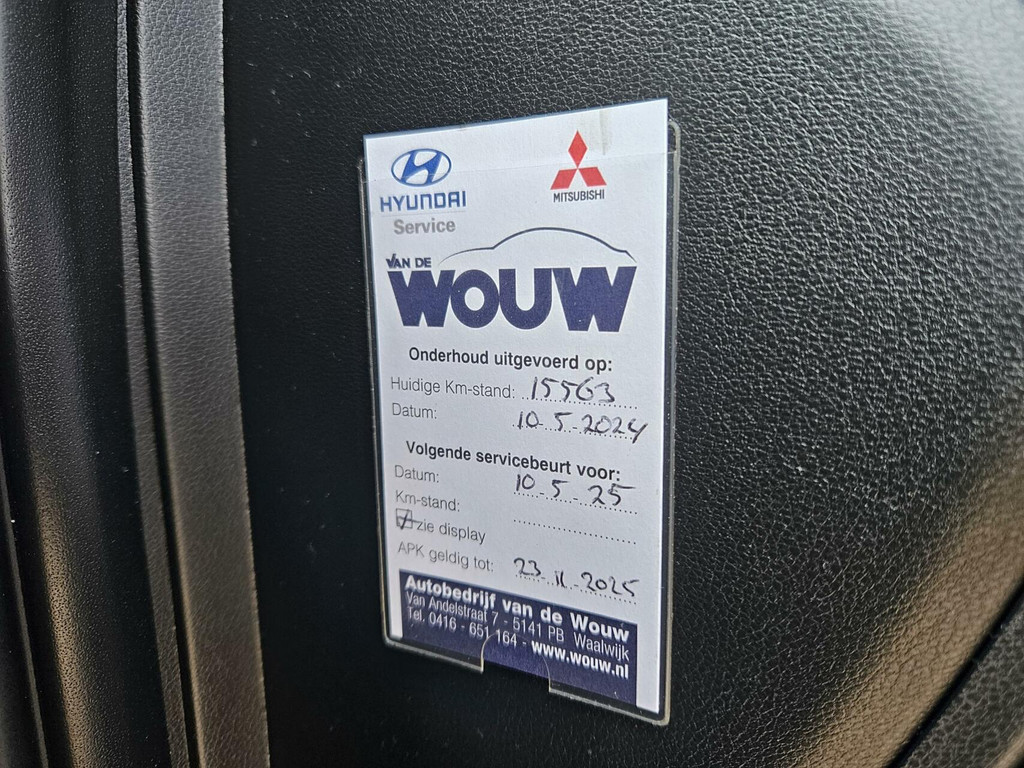 HYUNDAI
Service
MITSUBISHI
VAN DE
WOUW
Onderhoud uitgevoerd op:
Huidige Km-stand: 15563
Datum: 10-5-2024
Volgende servicebeurt voor:
Datum: 10-5-25
Km-stand:
zie display
APK geldig tot: 23-11-2025
Autobedrijf van de Wouw
Van Andelstraat 7 - 5141 PB Waalwijk
Tel. 0416 - 651 164 - www.wouw.nl